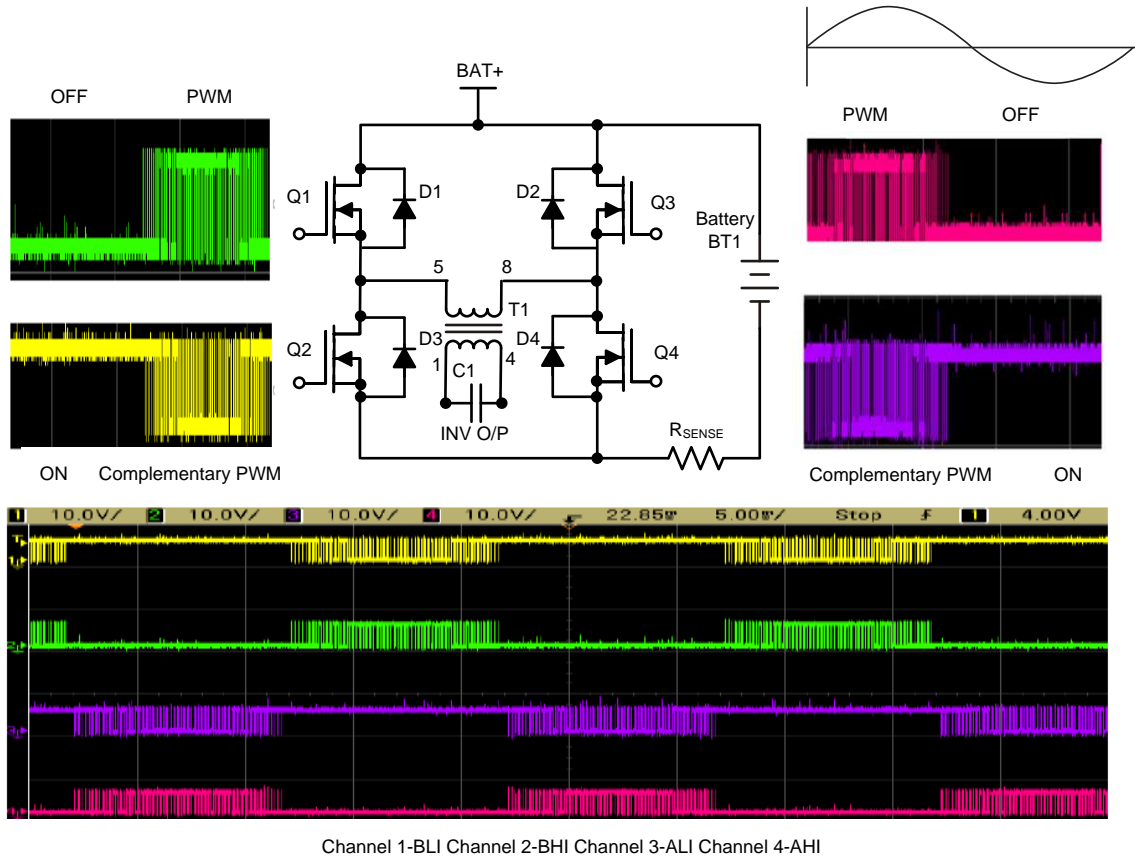 OFF PWM
BAT+
PWM OFF
Q1 D1 D2 Q3
Battery
BT1
5 8
T1
Q2 D3 D4 Q4
1 C1 4
INV O/P
RSENSE
ON Complementary PWM
Complementary PWM ON
1 10.0V/ 2 10.0V/ 3 10.0V/ 4 10.0V/ 22.85m 5.00m/ Stop 1 4.00V
Channel 1-BLI Channel 2-BHI Channel 3-ALI Channel 4-AHI